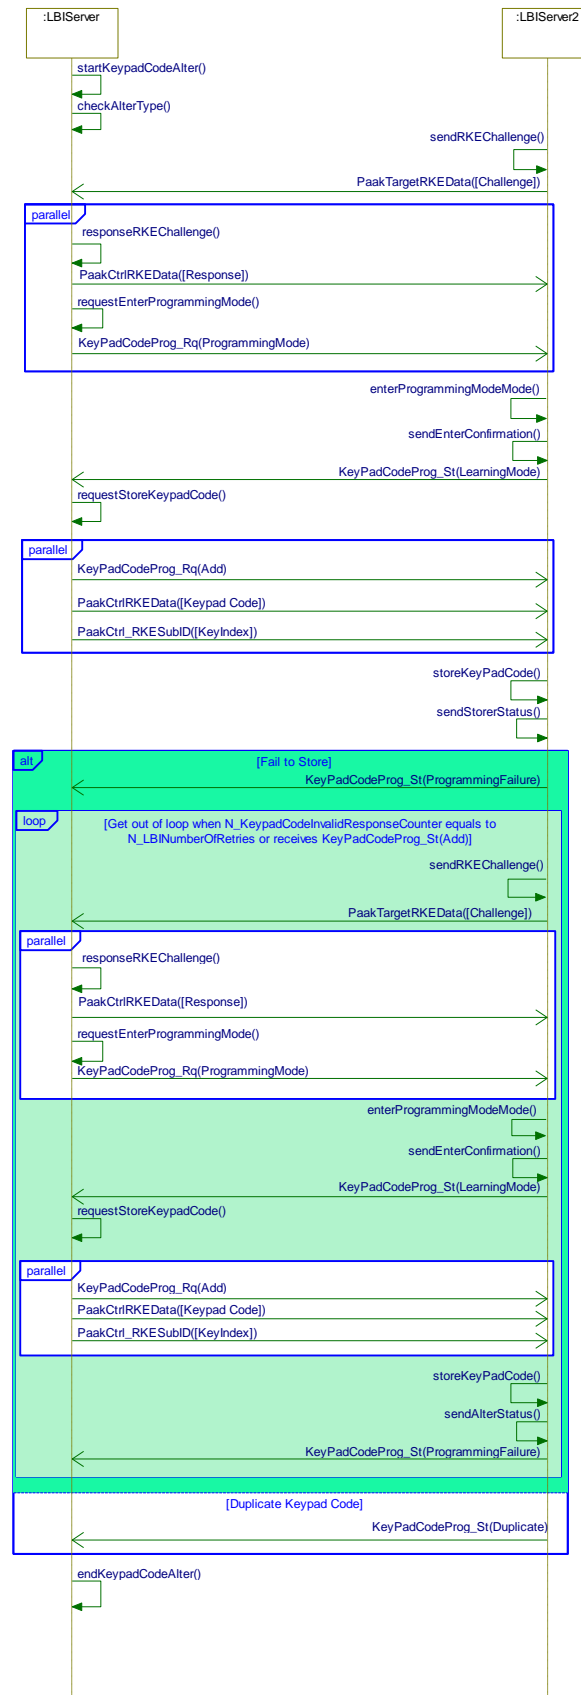 :LBIServer
:LBIServer2
startKeypadCodeAlter()
checkAlterType()
sendRKEChallenge()
PaakTargetRKEData([Challenge])
parallel
responseRKEChallenge()
PaakCtrlRKEData([Response])
requestEnterProgrammingMode()
KeyPadCodeProg_Rq(ProgrammingMode)
enterProgrammingModeMode()
sendEnterConfirmation()
KeyPadCodeProg_St(LearningMode)
requestStoreKeypadCode()
parallel
KeyPadCodeProg_Rq(Add)
PaakCtrlRKEData([Keypad Code])
PaakCtrl_RKESubID([KeyIndex])
storeKeyPadCode()
sendStorerStatus()
alt
[Fail to Store]
KeyPadCodeProg_St(ProgrammingFailure)
loop
[Get out of loop when N_KeypadCodeInvalidResponseCounter equals to
N_LBINumberOfRetries or receives KeyPadCodeProg_St(Add)]
sendRKEChallenge()
PaakTargetRKEData([Challenge])
parallel
responseRKEChallenge()
PaakCtrlRKEData([Response])
requestEnterProgrammingMode()
KeyPadCodeProg_Rq(ProgrammingMode)
enterProgrammingModeMode()
sendEnterConfirmation()
KeyPadCodeProg_St(LearningMode)
requestStoreKeypadCode()
parallel
KeyPadCodeProg_Rq(Add)
PaakCtrlRKEData([Keypad Code])
PaakCtrl_RKESubID([KeyIndex])
storeKeyPadCode()
sendAlterStatus()
KeyPadCodeProg_St(ProgrammingFailure)
[Duplicate Keypad Code]
KeyPadCodeProg_St(Duplicate)
endKeypadCodeAlter()